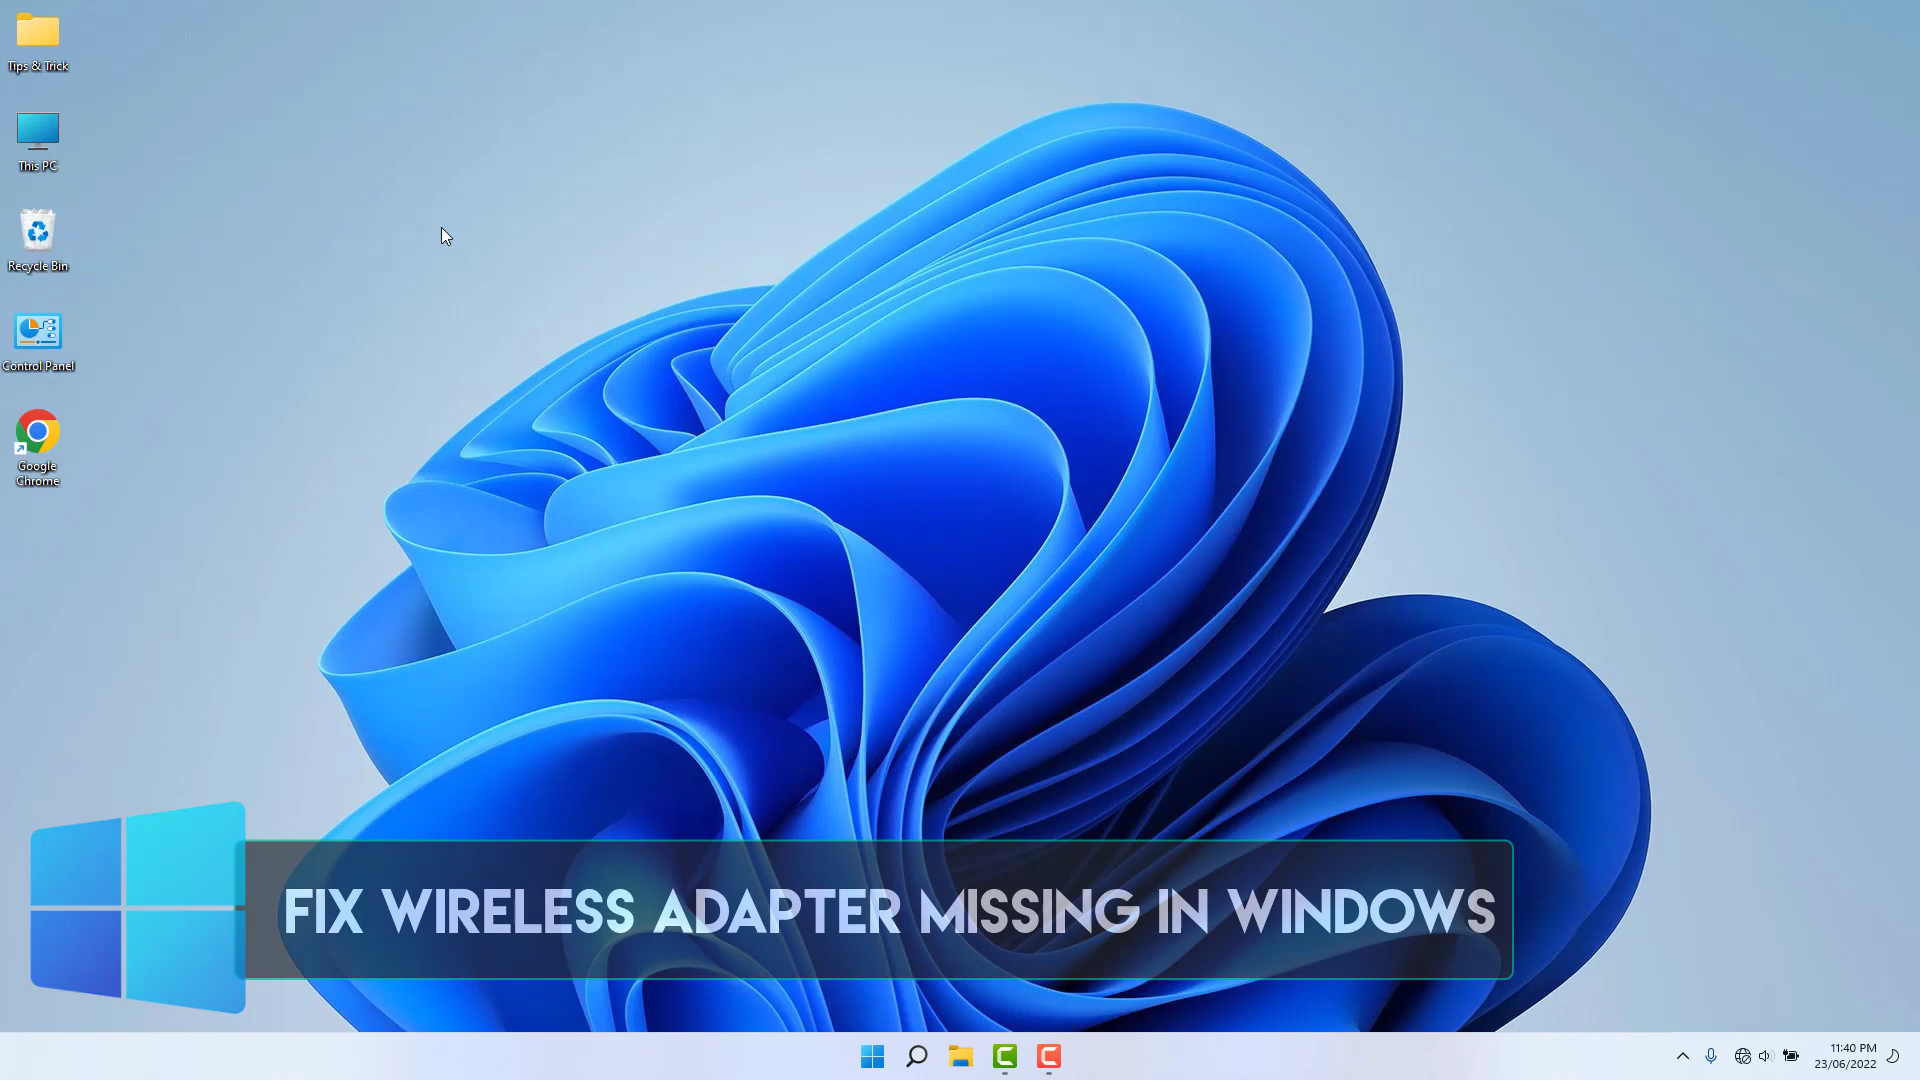 Tips & Trick
This PC
Recycle Bin
Control Panel
Google
Chrome
FIX WIRELESS ADAPTER MISSING IN WINDOWS
11:40 PM
23/06/2022